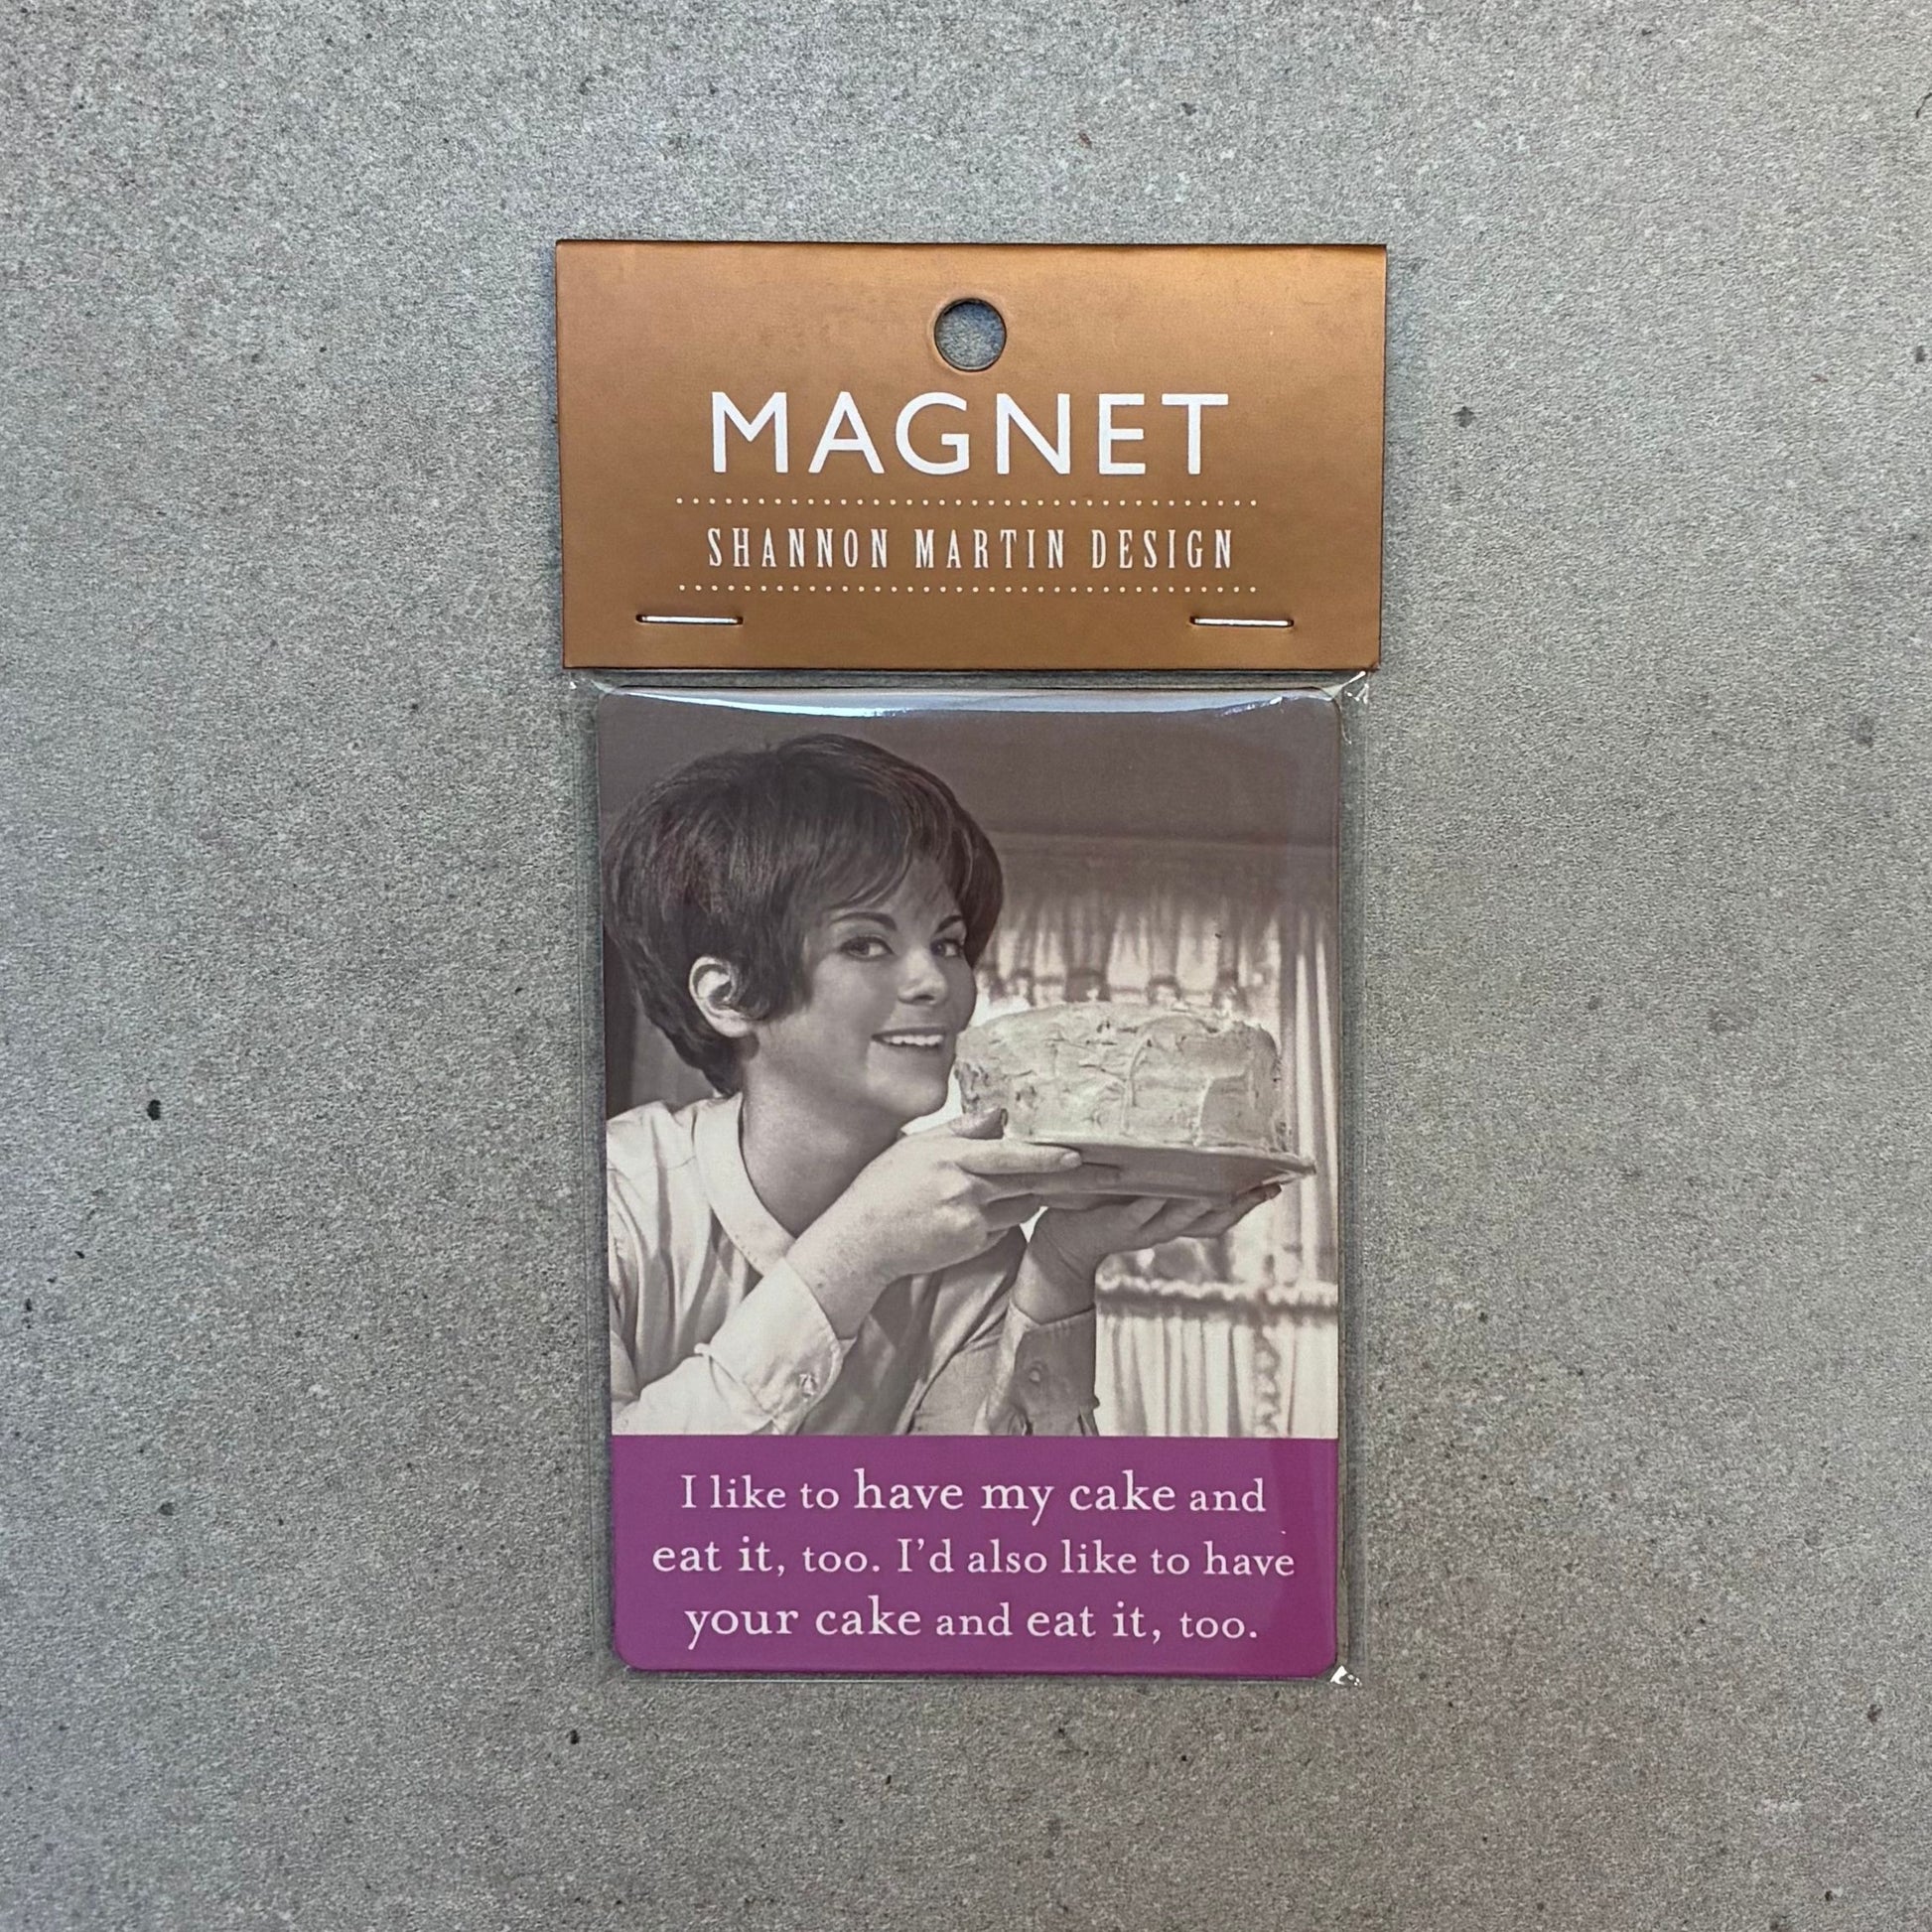 MAGNET
SHANNON MARTIN DESIGN
I like to have my cake and
eat it, too. I’d also like to have
your cake and eat it, too.